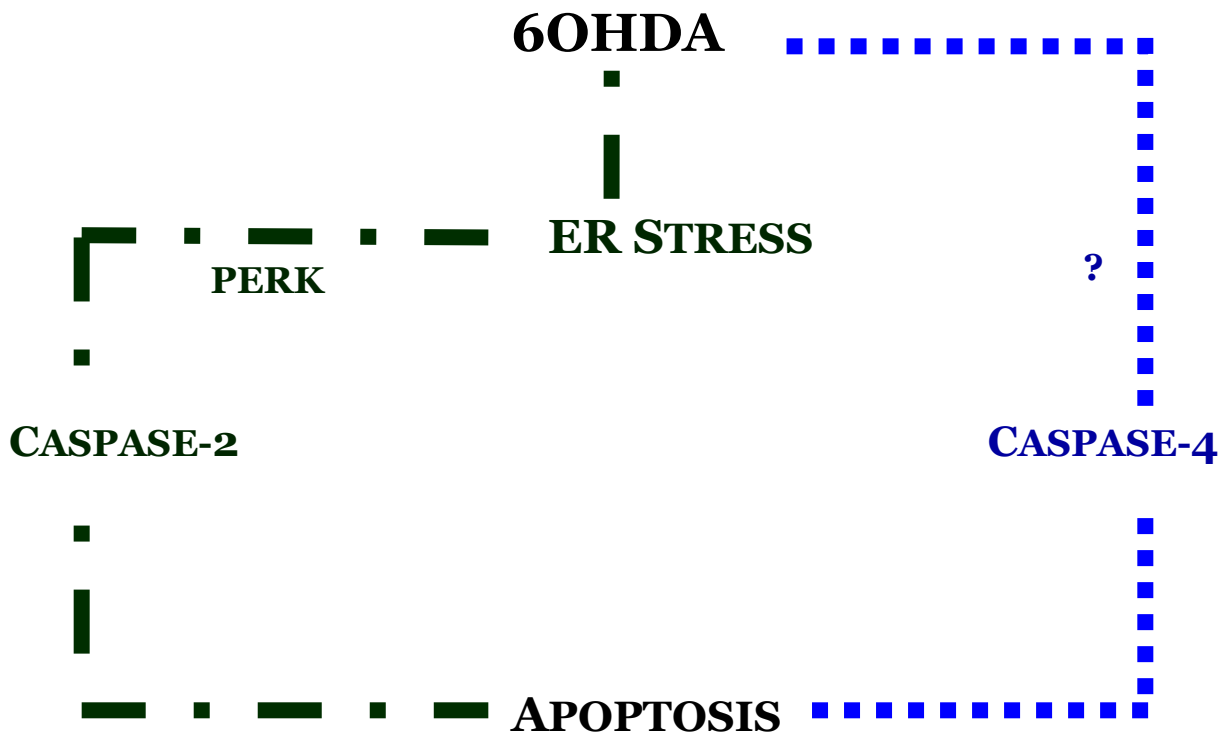 6OHDA
ER STRESS
PERK
?
CASPASE-2
CASPASE-4
APOPTOSIS